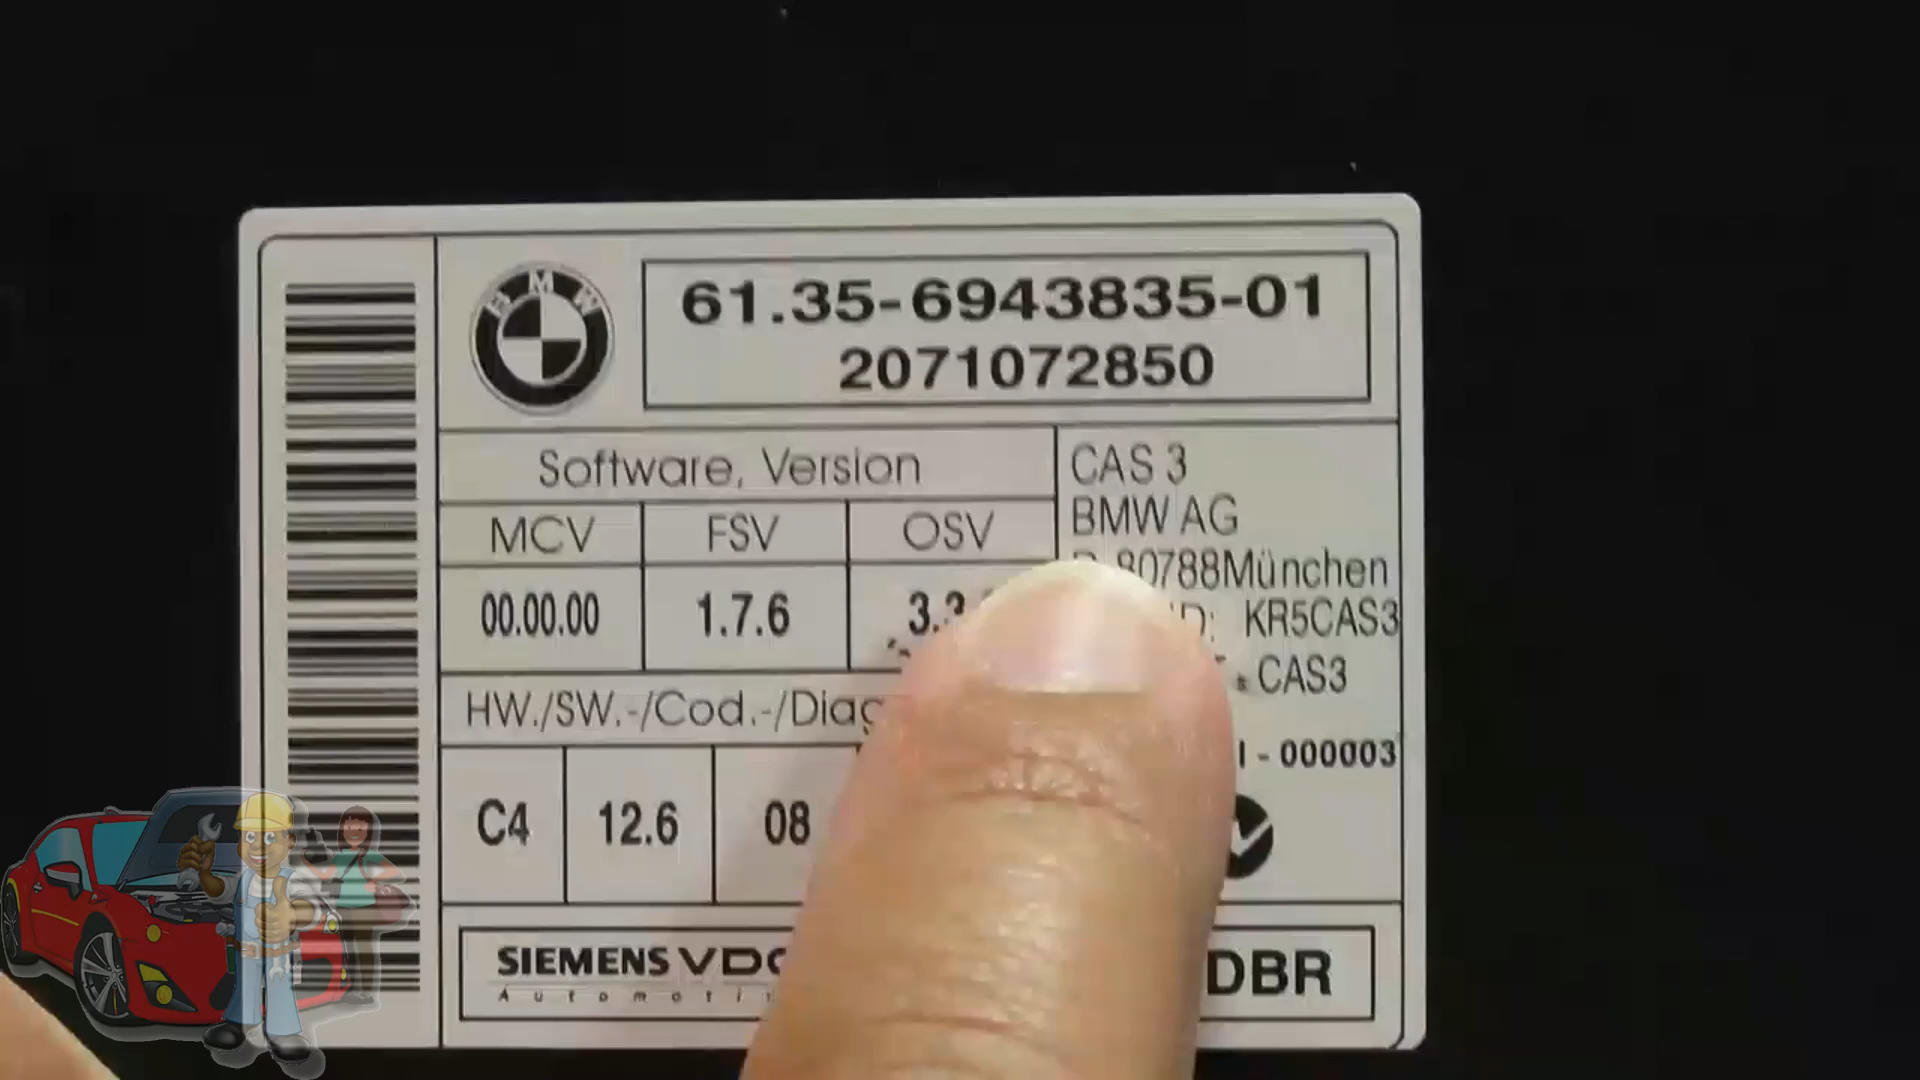 BMW
61.35-6943835-01
2071072850
Software, Version
MCV FSV OSV
00.00.00 1.7.6
CAS 3
BMW AG
80788München
KR5CAS3
CAS3
HW./SW.-/Cod.-/Diag
- 000003
C4 12.6 08
SIEMENS VDO
DBR